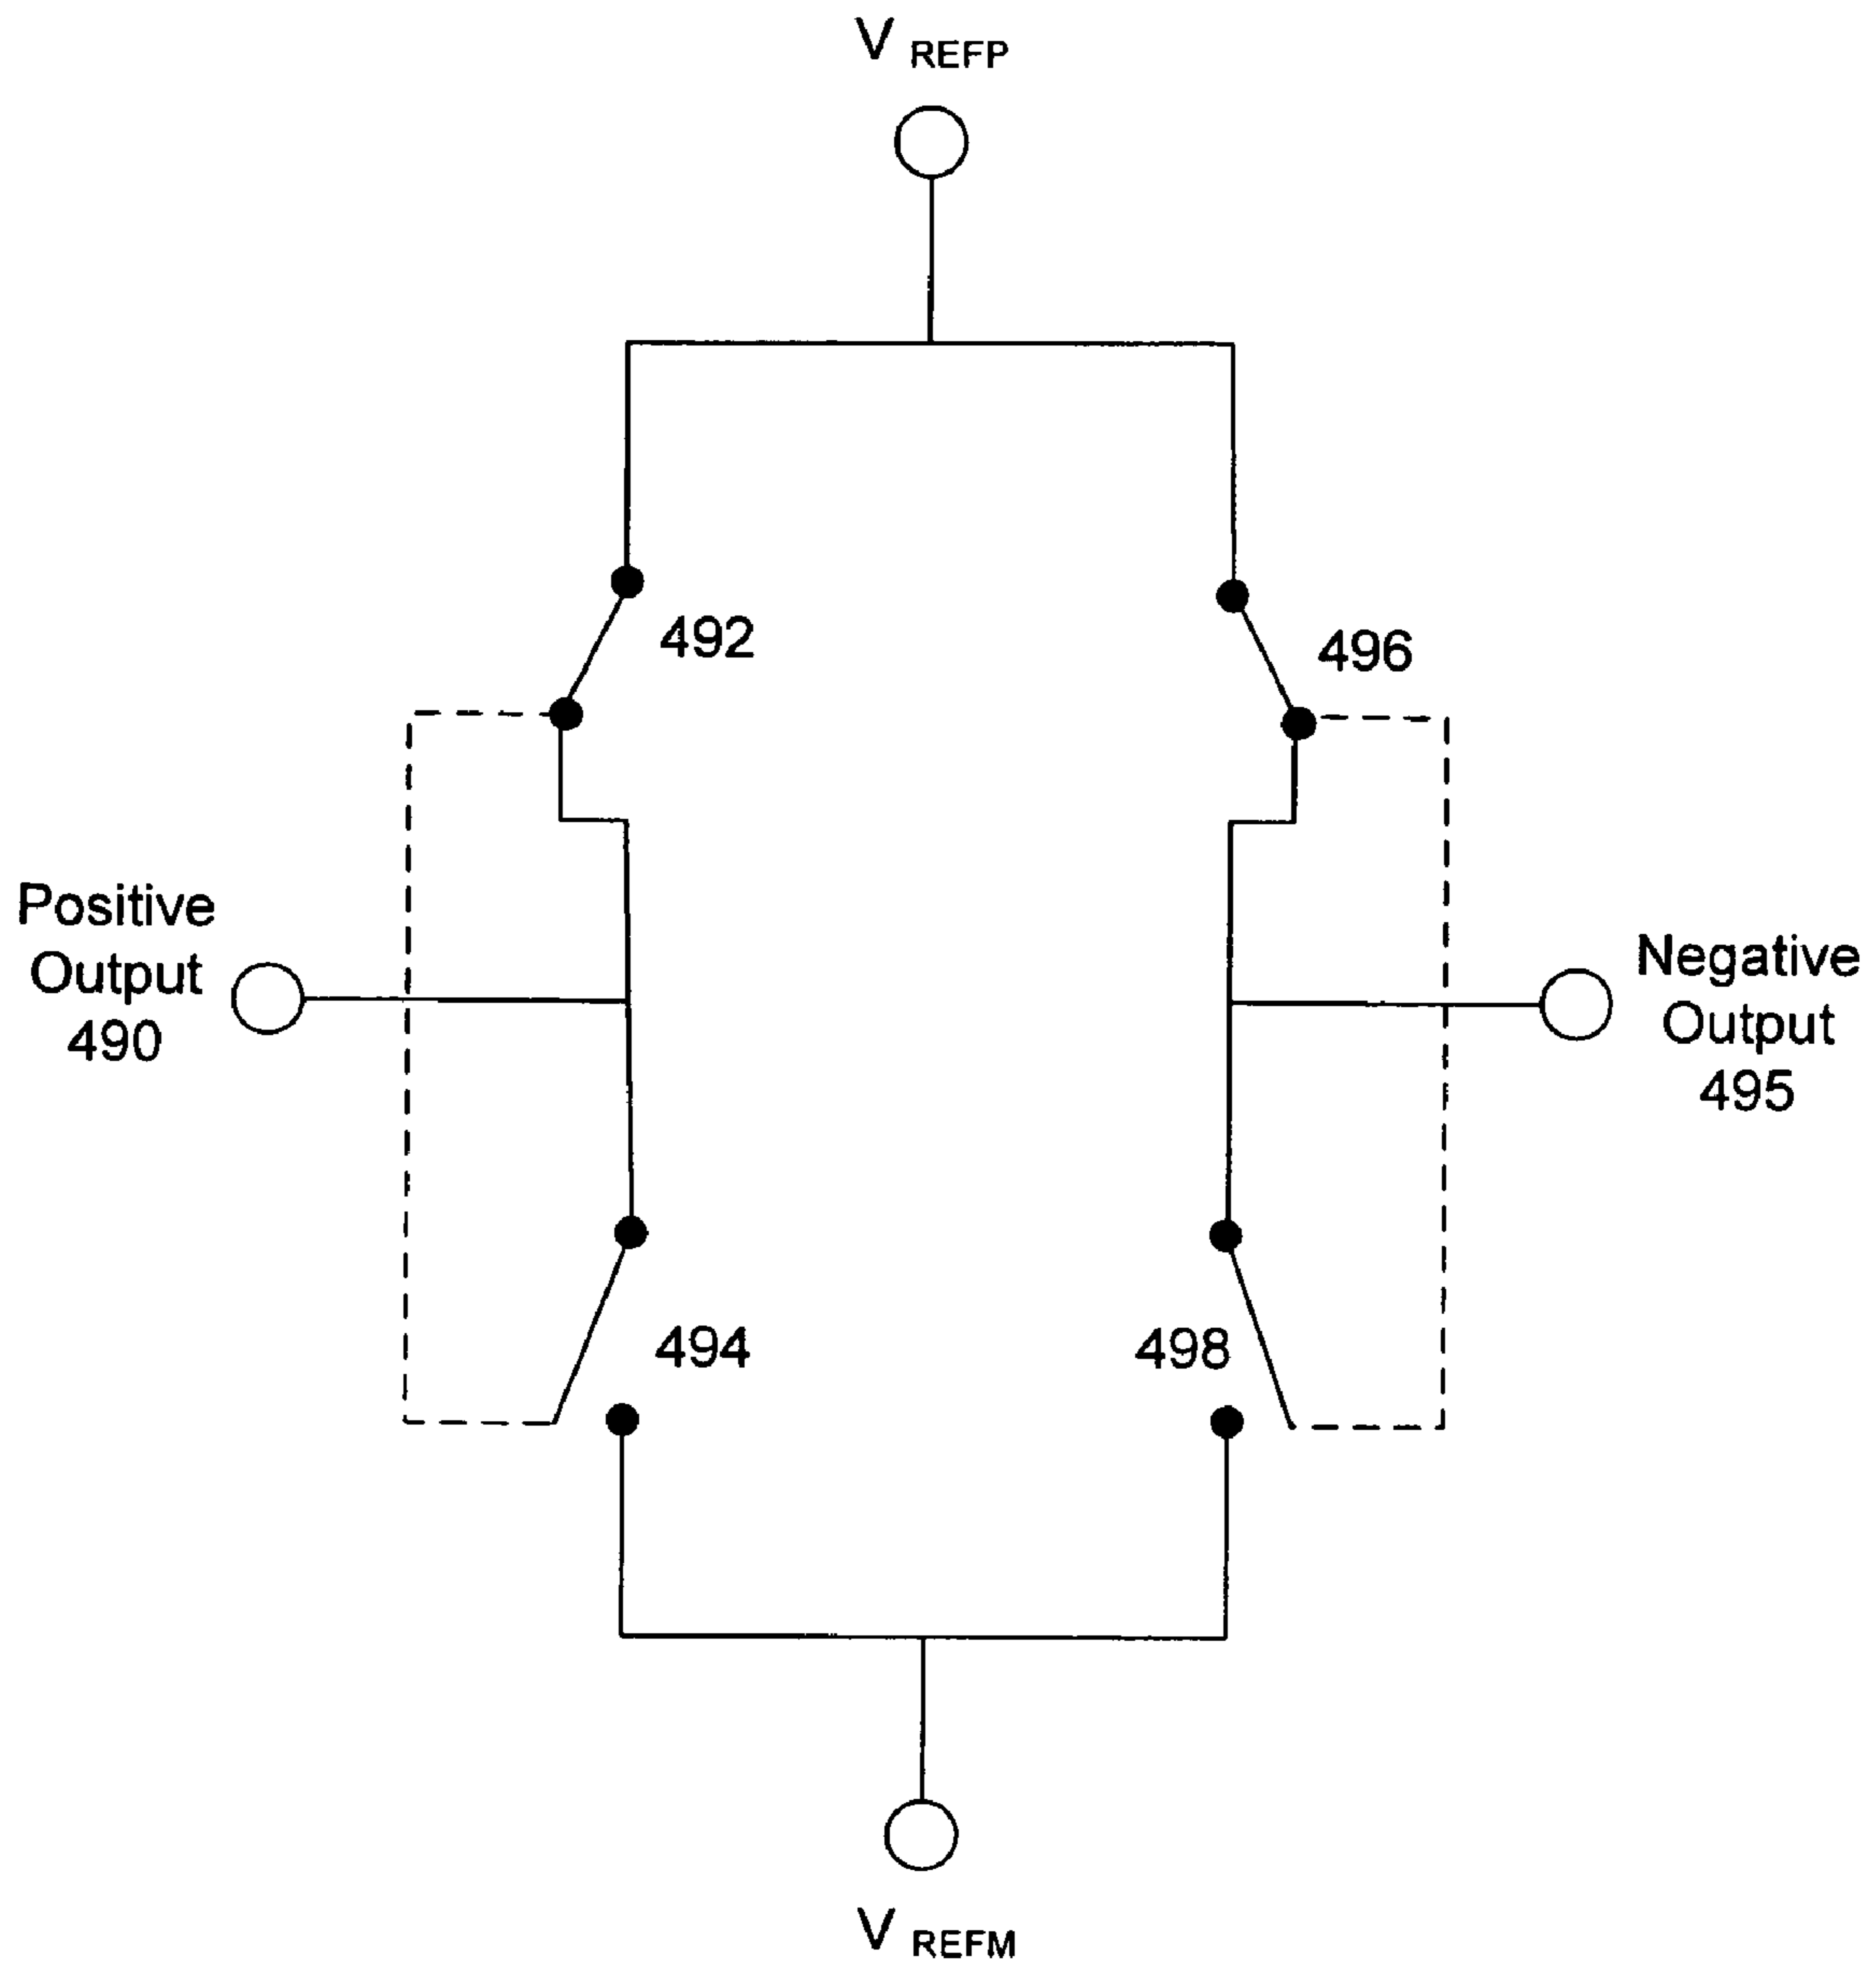 V REFP
492
496
Positive
Output
490
Negative
Output
495
494
498
V REFM